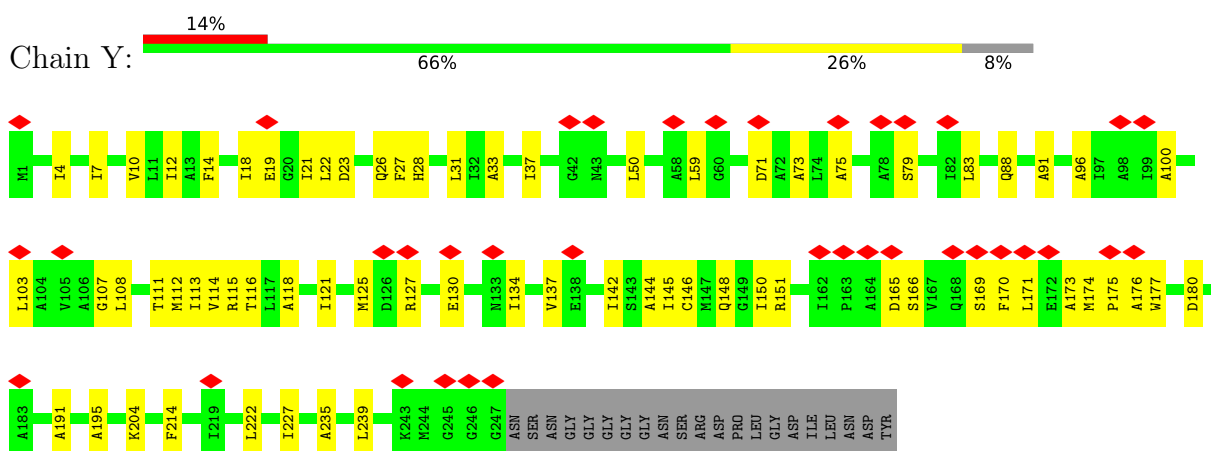 14%
Chain Y:
66% 26% 8%
M1 I4 I7 V10 L11 I12 A13 F14 I18 E19 G20 I21 L22 D23 Q26 F27 H28 L31 I32 A33 I37 G42 N43 L50 A58 L59 G60 D71 A72 A73 L74 A75 A78 S79 I82 L83 Q88 A91 A96 I97 A98 I99 A100
L103 A104 V105 A106 G107 L108 T111 M112 I113 V114 R115 T116 L117 A118 I121 M125 D126 R127 E130 N133 I134 V137 E138 I142 S143 A144 I145 C146 M147 Q148 G149 I150 R151 I162 P163 A164 D165 S166 V167 Q168 S169 F170 L171 E172 A173 M174 P175 A176 W177 D180
A183 A191 A195 K204 F214 I219 L222 I227 A235 L239 K243 M244 G245 G246 G247 ASN SER ASN GLY GLY GLY GLY GLY ASN SER ARG ASP PRO LEU GLY ASP ILE LEU ASN ASP TYR